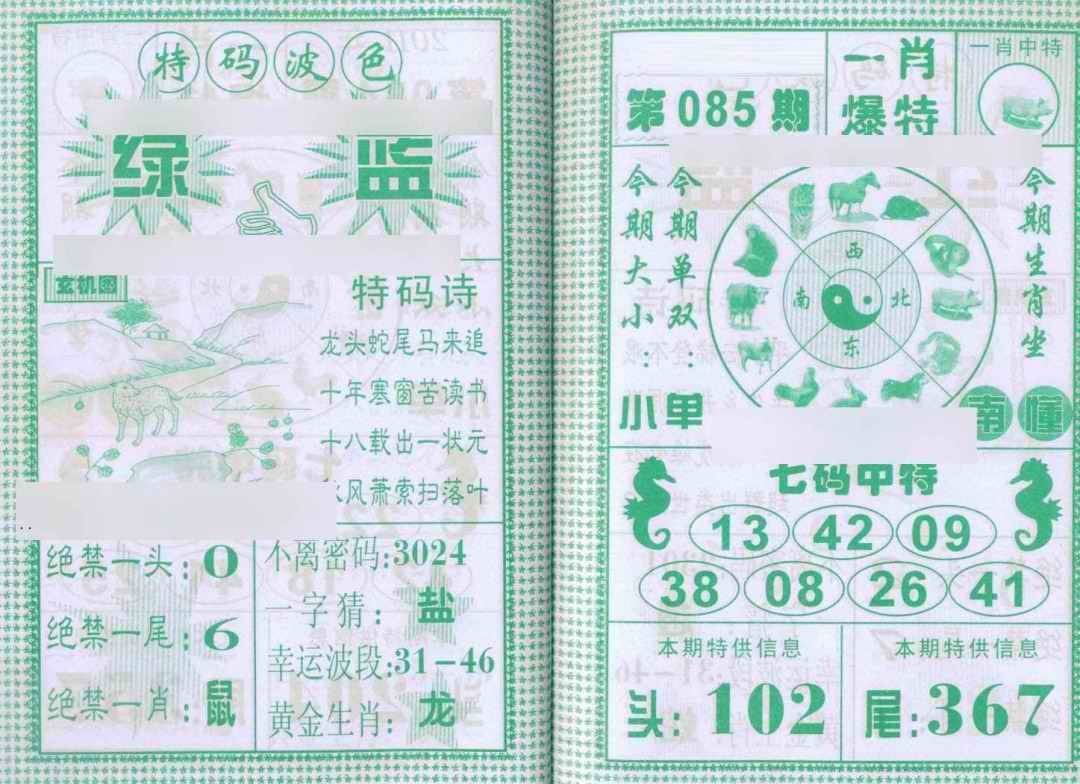 特码波色
绿 蓝
玄机图
特码诗
龙头蛇尾马来追
十年寒窗苦读书
十八载出一状元
风萧索扫落叶
绝禁一头:0
绝禁一尾:6
绝禁一肖:鼠
不离密码:3024
一字猜:盐
幸运波段:31-46
黄金生肖:龙
第085期
一肖
爆特
一肖中特
今期大小:小
今期单双:单
西
南 北
东
今期生肖坐
南 懂
七码中特
13 42 09
38 08 26 41
本期特供信息
头:102
本期特供信息
尾:367